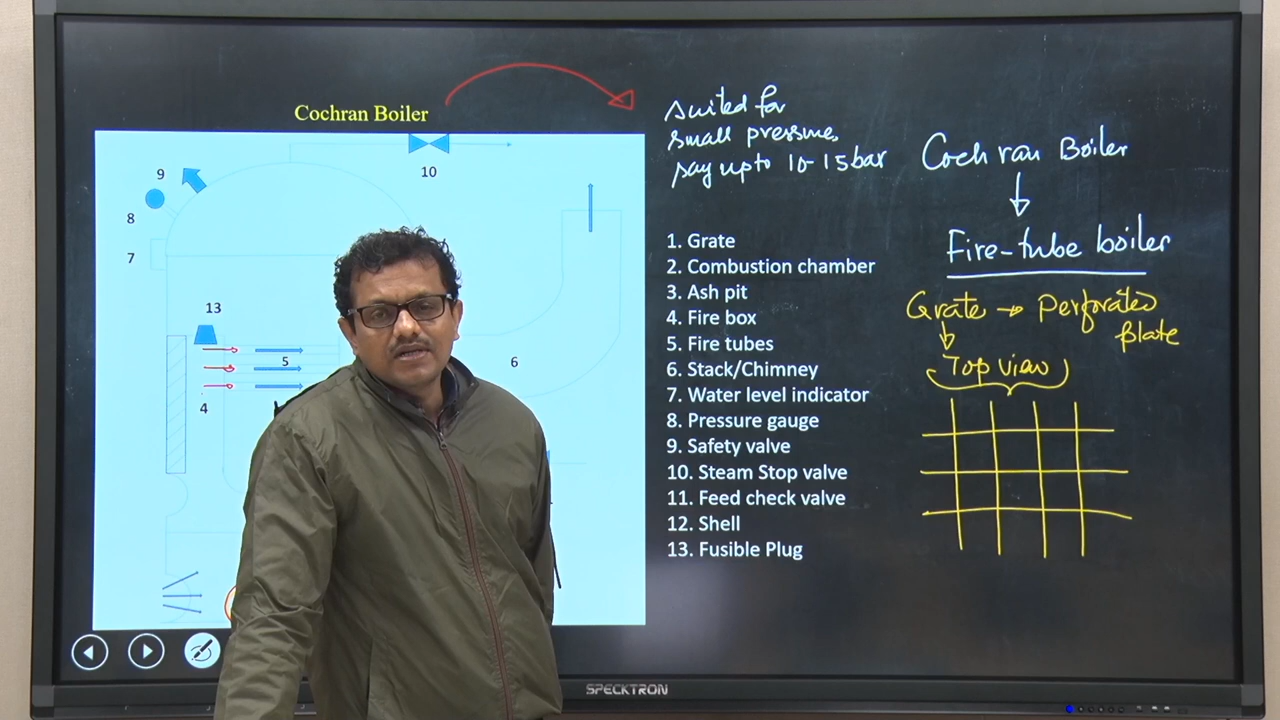 Cochran Boiler
9
8
7
13
5
4
10
6
suited for
small pressure,
say upto 10-15 bar
1. Grate
2. Combustion chamber
3. Ash pit
4. Fire box
5. Fire tubes
6. Stack/Chimney
7. Water level indicator
8. Pressure gauge
9. Safety valve
10. Steam Stop valve
11. Feed check valve
12. Shell
13. Fusible Plug
Cochran Boiler
Fire-tube boiler
Grate → Perforated
plate
Top view
SPECKTRON